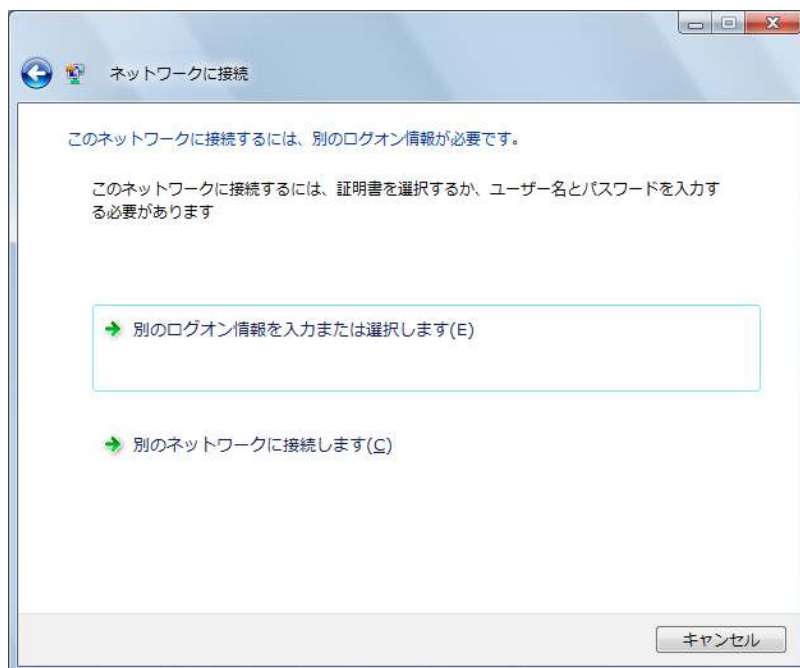 ネットワークに接続
このネットワークに接続するには、別のログオン情報が必要です。
このネットワークに接続するには、証明書を選択するか、ユーザー名とパスワードを入力す
る必要があります
別のログオン情報を入力または選択します(E)
別のネットワークに接続します(C)
キャンセル